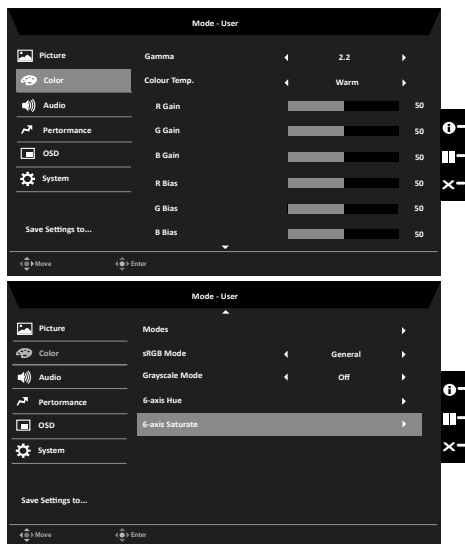 Mode - User
Picture
Gamma 2.2
Color
Colour Temp. Warm
Audio
R Gain 50
Pertormance
G Gain 50
OSD
B Gain 50
System
R Bias 50
G Bias 50
Save Settings to...
B Bias 50
Move Enter
Mode - User
Picture
Modes
Color
sRGB Mode General
Audio
Grayscale Mode Off
Pertormance
6-axis Hue
OSD
6-axis Saturate
System
Save Settings to...
Move Enter